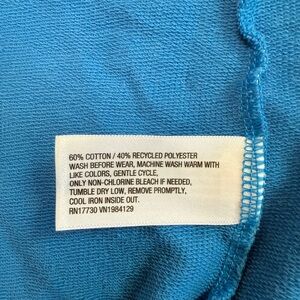 60% COTTON / 40% RECYCLED POLYESTER
WASH BEFORE WEAR, MACHINE WASH WARM WITH
LIKE COLORS, GENTLE CYCLE,
ONLY NON-CHLORINE BLEACH IF NEEDED,
TUMBLE DRY LOW, REMOVE PROMPTLY,
COOL IRON INSIDE OUT.
RN17730 VN1984129